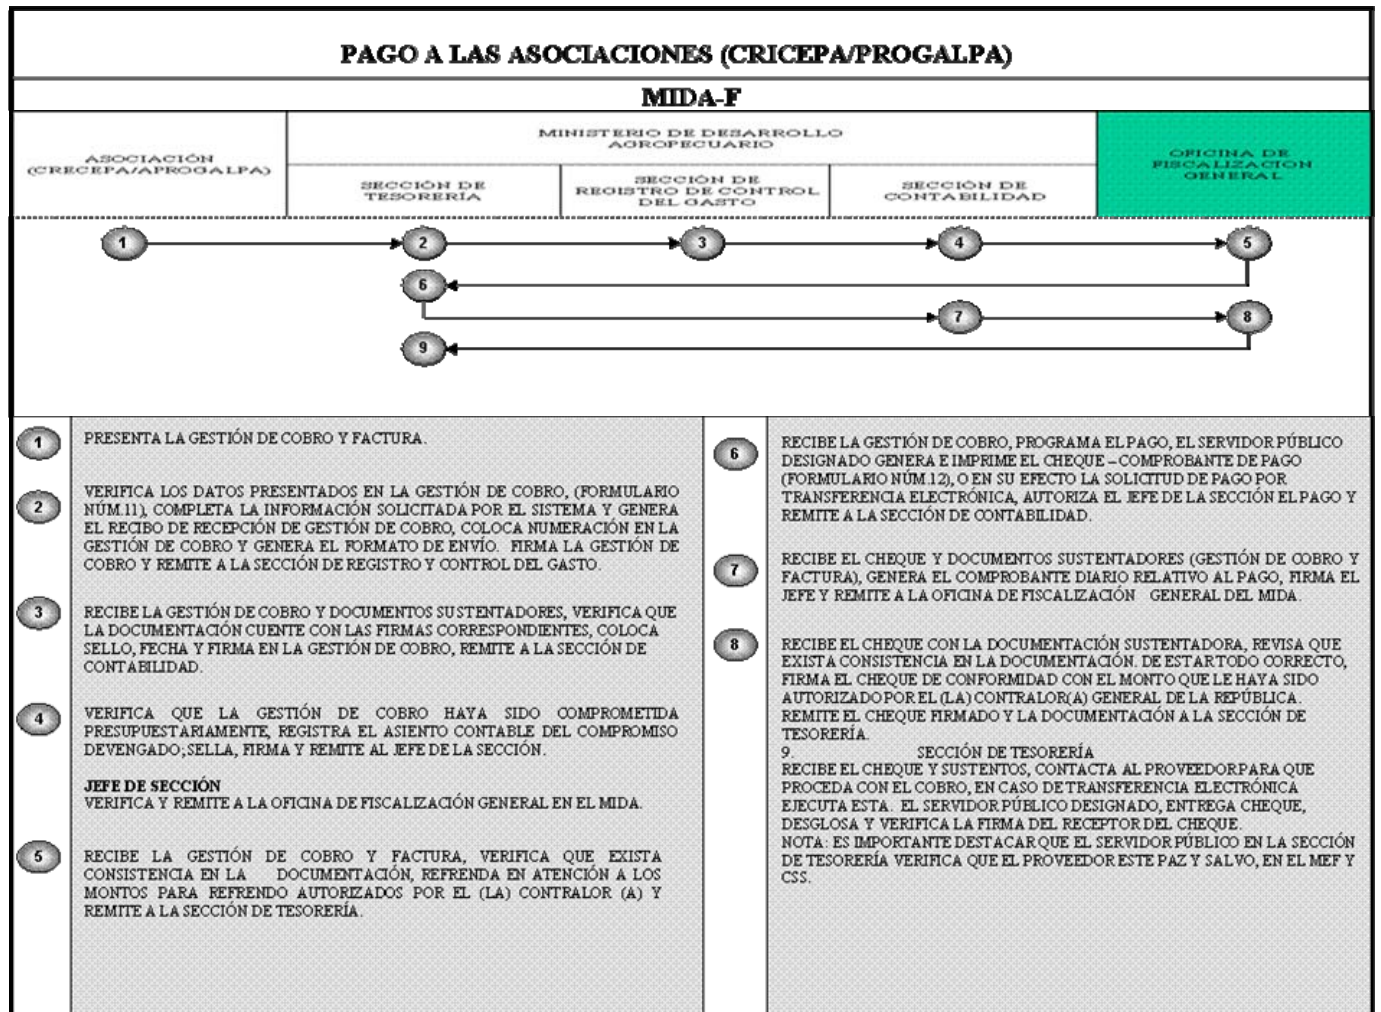 PAGO A LAS ASOCIACIONES (CRICEPA/PROGALPA)
MIDA-F
ASOCIACIÓN
(CRECEPA/APROGALPA)
MINISTERIO DE DESARROLLO
AGROPECUARIO
SECCIÓN DE
TESORERÍA
SECCIÓN DE
REGISTRO DE CONTROL
DEL GASTO
SECCIÓN DE
CONTABILIDAD
OFICINA DE
FISCALIZACION
GENERAL
1
2
3
4
5
6
7
8
9
1
PRESENTA LA GESTIÓN DE COBRO Y FACTURA.
2
VERIFICA LOS DATOS PRESENTADOS EN LA GESTIÓN DE COBRO, (FORMULARIO
NÚM.11), COMPLETA LA INFORMACIÓN SOLICITADA POR EL SISTEMA Y GENERA
EL RECIBO DE RECEPCIÓN DE GESTIÓN DE COBRO, COLOCA NUMERACIÓN EN LA
GESTIÓN DE COBRO Y GENERA EL FORMATO DE ENVÍO. FIRMA LA GESTIÓN DE
COBRO Y REMITE A LA SECCIÓN DE REGISTRO Y CONTROL DEL GASTO.
3
RECIBE LA GESTIÓN DE COBRO Y DOCUMENTOS SUSTENTADORES, VERIFICA QUE
LA DOCUMENTACIÓN CUENTE CON LAS FIRMAS CORRESPONDIENTES, COLOCA
SELLO, FECHA Y FIRMA EN LA GESTIÓN DE COBRO, REMITE A LA SECCIÓN DE
CONTABILIDAD.
4
VERIFICA QUE LA GESTIÓN DE COBRO HAYA SIDO COMPROMETIDA
PRESUPUESTARIAMENTE, REGISTRA EL ASIENTO CONTABLE DEL COMPROMISO
DEVENGADO; SELLA, FIRMA Y REMITE AL JEFE DE LA SECCIÓN.
JEFE DE SECCIÓN
VERIFICA Y REMITE A LA OFICINA DE FISCALIZACIÓN GENERAL EN EL MIDA.
5
RECIBE LA GESTIÓN DE COBRO Y FACTURA, VERIFICA QUE EXISTA
CONSISTENCIA EN LA DOCUMENTACIÓN, REFRENDA EN ATENCIÓN A LOS
MONTOS PARA REFRENDO AUTORIZADOS POR EL (LA) CONTRALOR (A) Y
REMITE A LA SECCIÓN DE TESORERÍA.
6
RECIBE LA GESTIÓN DE COBRO, PROGRAMA EL PAGO, EL SERVIDOR PÚBLICO
DESIGNADO GENERA E IMPRIME EL CHEQUE – COMPROBANTE DE PAGO
(FORMULARIO NÚM.12), O EN SU EFECTO LA SOLICITUD DE PAGO POR
TRANSFERENCIA ELECTRÓNICA, AUTORIZA EL JEFE DE LA SECCIÓN EL PAGO Y
REMITE A LA SECCIÓN DE CONTABILIDAD.
7
RECIBE EL CHEQUE Y DOCUMENTOS SUSTENTADORES (GESTIÓN DE COBRO Y
FACTURA), GENERA EL COMPROBANTE DIARIO RELATIVO AL PAGO, FIRMA EL
JEFE Y REMITE A LA OFICINA DE FISCALIZACIÓN GENERAL DEL MIDA.
8
RECIBE EL CHEQUE CON LA DOCUMENTACIÓN SUSTENTADORA, REVISA QUE
EXISTA CONSISTENCIA EN LA DOCUMENTACIÓN. DE ESTAR TODO CORRECTO,
FIRMA EL CHEQUE DE CONFORMIDAD CON EL MONTO QUE LE HAYA SIDO
AUTORIZADO POR EL (LA) CONTRALOR(A) GENERAL DE LA REPÚBLICA.
REMITE EL CHEQUE FIRMADO Y LA DOCUMENTACIÓN A LA SECCIÓN DE
TESORERÍA.
9. SECCIÓN DE TESORERÍA
RECIBE EL CHEQUE Y SUSTENTOS, CONTACTA AL PROVEEDOR PARA QUE
PROCEDA CON EL COBRO, EN CASO DE TRANSFERENCIA ELECTRÓNICA
EJECUTA ESTA. EL SERVIDOR PÚBLICO DESIGNADO, ENTREGA CHEQUE,
DESGLOSA Y VERIFICA LA FIRMA DEL RECEPTOR DEL CHEQUE.
NOTA: ES IMPORTANTE DESTACAR QUE EL SERVIDOR PÚBLICO EN LA SECCIÓN
DE TESORERÍA VERIFICA QUE EL PROVEEDOR ESTE PAZ Y SALVO, EN EL MEF Y
CSS.